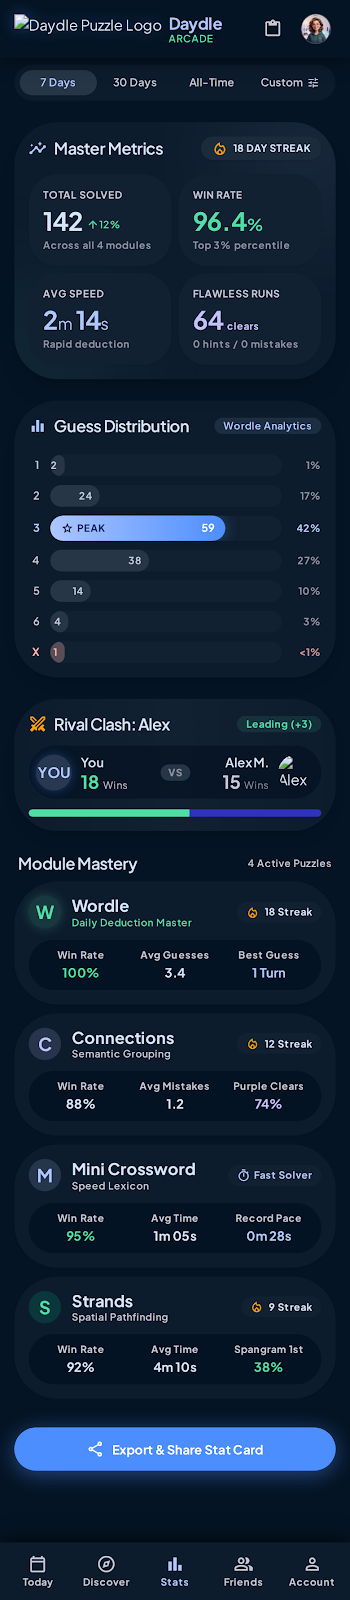 Daydle Puzzle Logo
Daydle
ARCADE
7 Days
30 Days
All-Time
Custom
Master Metrics
18 DAY STREAK
TOTAL SOLVED
142 ↑12%
Across all 4 modules
WIN RATE
96.4%
Top 3% percentile
AVG SPEED
2m 14s
Rapid deduction
FLAWLESS RUNS
64 clears
0 hints / 0 mistakes
Guess Distribution
Wordle Analytics
1 2 1%
2 24 17%
3 PEAK 59 42%
4 38 27%
5 14 10%
6 4 3%
X 1 <1%
Rival Clash: Alex
Leading (+3)
YOU
You
18 Wins
VS
Alex M.
15 Wins
Alex
Module Mastery
4 Active Puzzles
W
Wordle
Daily Deduction Master
18 Streak
Win Rate
100%
Avg Guesses
3.4
Best Guess
1 Turn
C
Connections
Semantic Grouping
12 Streak
Win Rate
88%
Avg Mistakes
1.2
Purple Clears
74%
M
Mini Crossword
Speed Lexicon
Fast Solver
Win Rate
95%
Avg Time
1m 05s
Record Pace
0m 28s
S
Strands
Spatial Pathfinding
9 Streak
Win Rate
92%
Avg Time
4m 10s
Spangram 1st
38%
Export & Share Stat Card
Today
Discover
Stats
Friends
Account